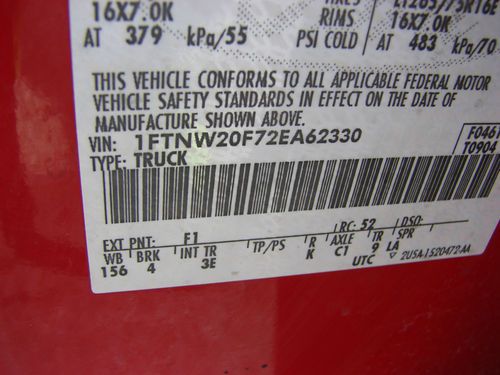 16X7.0K RIMS 16X7.0K
AT 379 kPa/55 PSI COLD AT 483 kPa/70
THIS VEHICLE CONFORMS TO ALL APPLICABLE FEDERAL MOTOR
VEHICLE SAFETY STANDARDS IN EFFECT ON THE DATE OF
MANUFACTURE SHOWN ABOVE.
VIN: 1FTNW20F72EA62330 F0461
TYPE: TRUCK T0904
EXT PNT: F1 RC: 52 DSO:
WB BRK INT TR TP/PS R AXLE TR SPR
156 4 3E K C1 9 LA
UTC 2U5A-1520472-AA